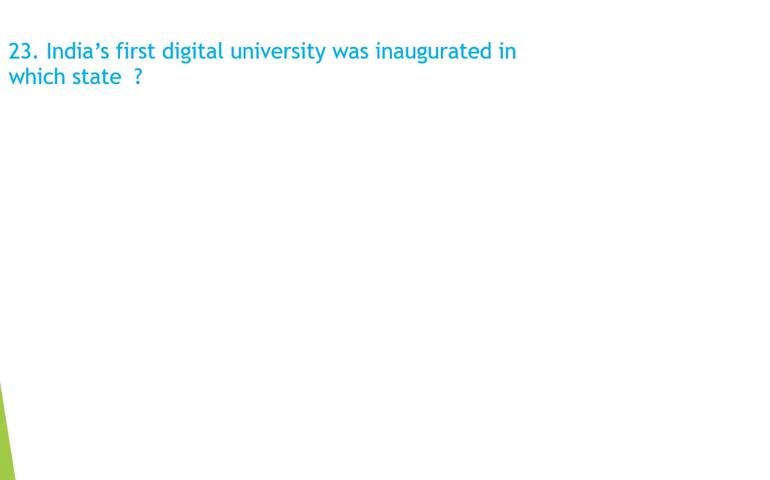 23. India’s first digital university was inaugurated in
which state  ?